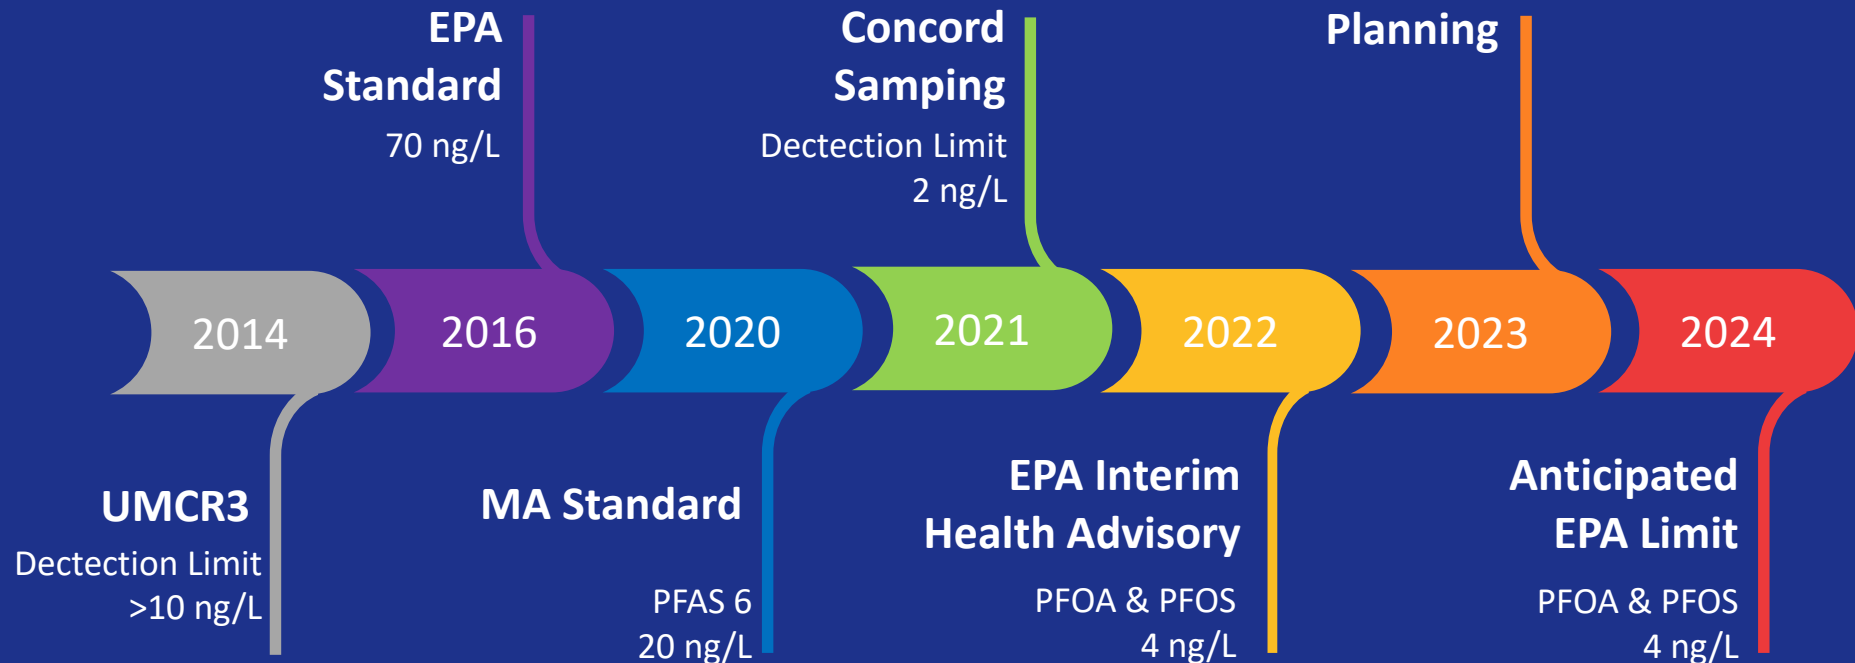 EPA
Standard
70 ng/L
Concord
Samping
Dectection Limit
2 ng/L
Planning
2014
2016
2020
2021
2022
2023
2024
UMCR3
Dectection Limit
>10 ng/L
MA Standard
PFAS 6
20 ng/L
EPA Interim
Health Advisory
PFOA & PFOS
4 ng/L
Anticipated
EPA Limit
PFOA & PFOS
4 ng/L